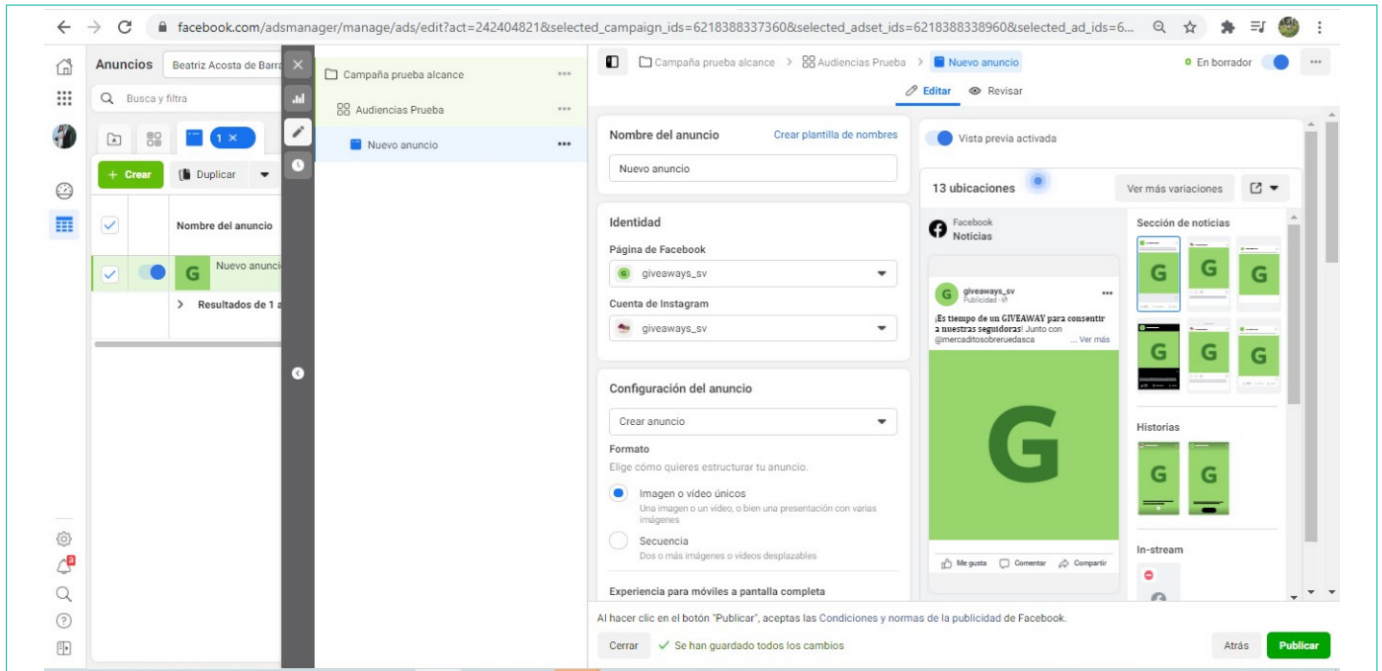 facebook.com/adsmanager/manage/ads/edit?act=242404821&selected_campaign_ids=6218388337360&selected_adset_ids=6218388338960&selected_ad_ids=6...
Anuncios
Beatriz Acosta de Barra
Busca y filtra
1 ×
+ Crear
Duplicar
Nombre del anuncio
G
Nuevo anunci
Resultados de 1 a
3
Campaña prueba alcance
Audiencias Prueba
Nuevo anuncio
Campaña prueba alcance > Audiencias Prueba > Nuevo anuncio
En borrador
Editar
Revisar
Nombre del anuncio
Crear plantilla de nombres
Nuevo anuncio
Identidad
Página de Facebook
G giveaways_sv
Cuenta de Instagram
giveaways_sv
Configuración del anuncio
Crear anuncio
Formato
Elige cómo quieres estructurar tu anuncio.
Imagen o vídeo únicos
Una imagen o un vídeo, o bien una presentación con varias
imágenes
Secuencia
Dos o más imágenes o vídeos desplazables
Experiencia para móviles a pantalla completa
Vista previa activada
13 ubicaciones
Ver más variaciones
Facebook
Noticias
G
giveaways_sv
Publicidad ·
¡Es tiempo de un GIVEAWAY para consentir
a nuestras seguidoras! Junto con
@mercaditosobreruedasca ... Ver más
G
Me gusta
Comentar
Compartir
Sección de noticias
G G G
G G G
Historias
G G
In-stream
Al hacer clic en el botón "Publicar", aceptas las Condiciones y normas de la publicidad de Facebook.
Cerrar
Se han guardado todos los cambios
Atrás
Publicar